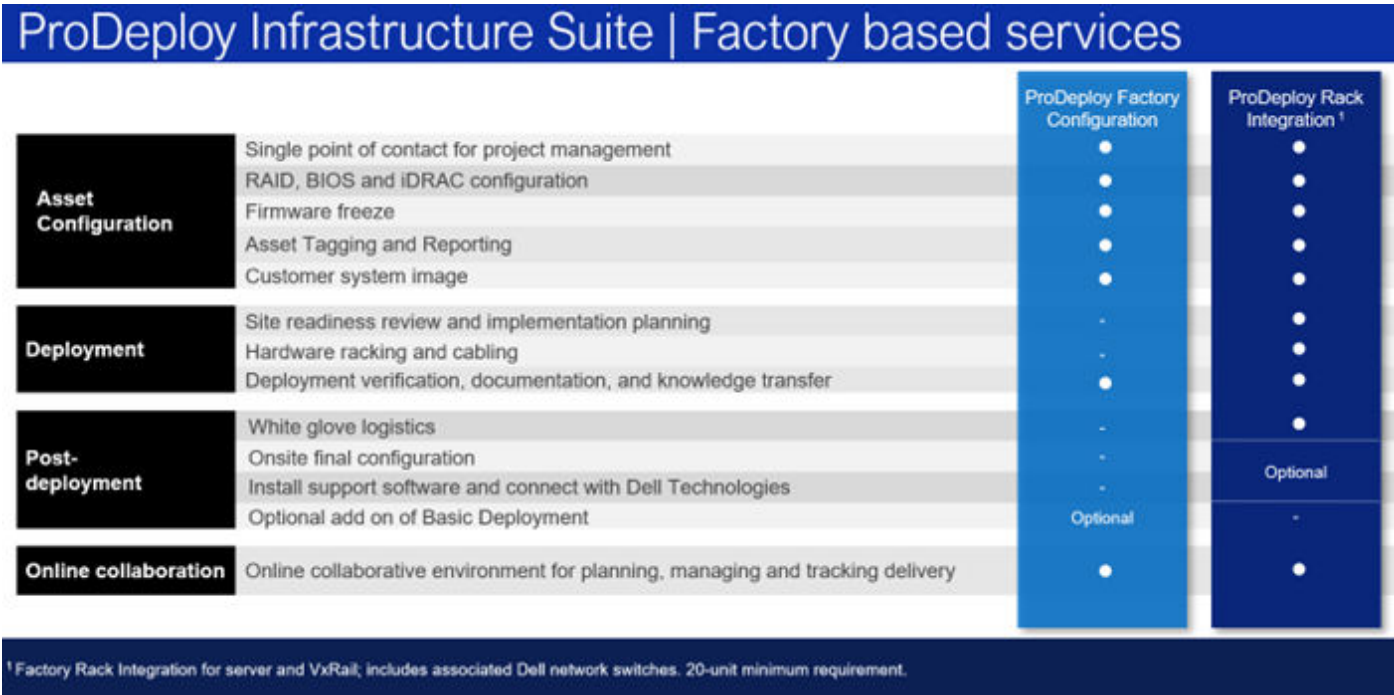 ProDeploy Infrastructure Suite | Factory based services
ProDeploy Factory
Configuration
ProDeploy Rack
Integration ¹
Asset
Configuration
Single point of contact for project management ● ●
RAID, BIOS and iDRAC configuration ● ●
Firmware freeze ● ●
Asset Tagging and Reporting ● ●
Customer system image ● ●
Deployment
Site readiness review and implementation planning - ●
Hardware racking and cabling - ●
Deployment verification, documentation, and knowledge transfer ● ●
Post-
deployment
White glove logistics - ●
Onsite final configuration -
Optional
Install support software and connect with Dell Technologies -
Optional add on of Basic Deployment Optional -
Online collaboration Online collaborative environment for planning, managing and tracking delivery ● ●
¹ Factory Rack Integration for server and VxRail; includes associated Dell network switches. 20-unit minimum requirement.